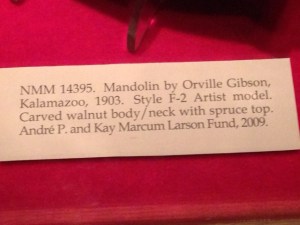 NMM 14395. Mandolin by Orville Gibson,
Kalamazoo, 1903. Style F-2 Artist model.
Carved walnut body/neck with spruce top.
André P. and Kay Marcum Larson Fund, 2009.